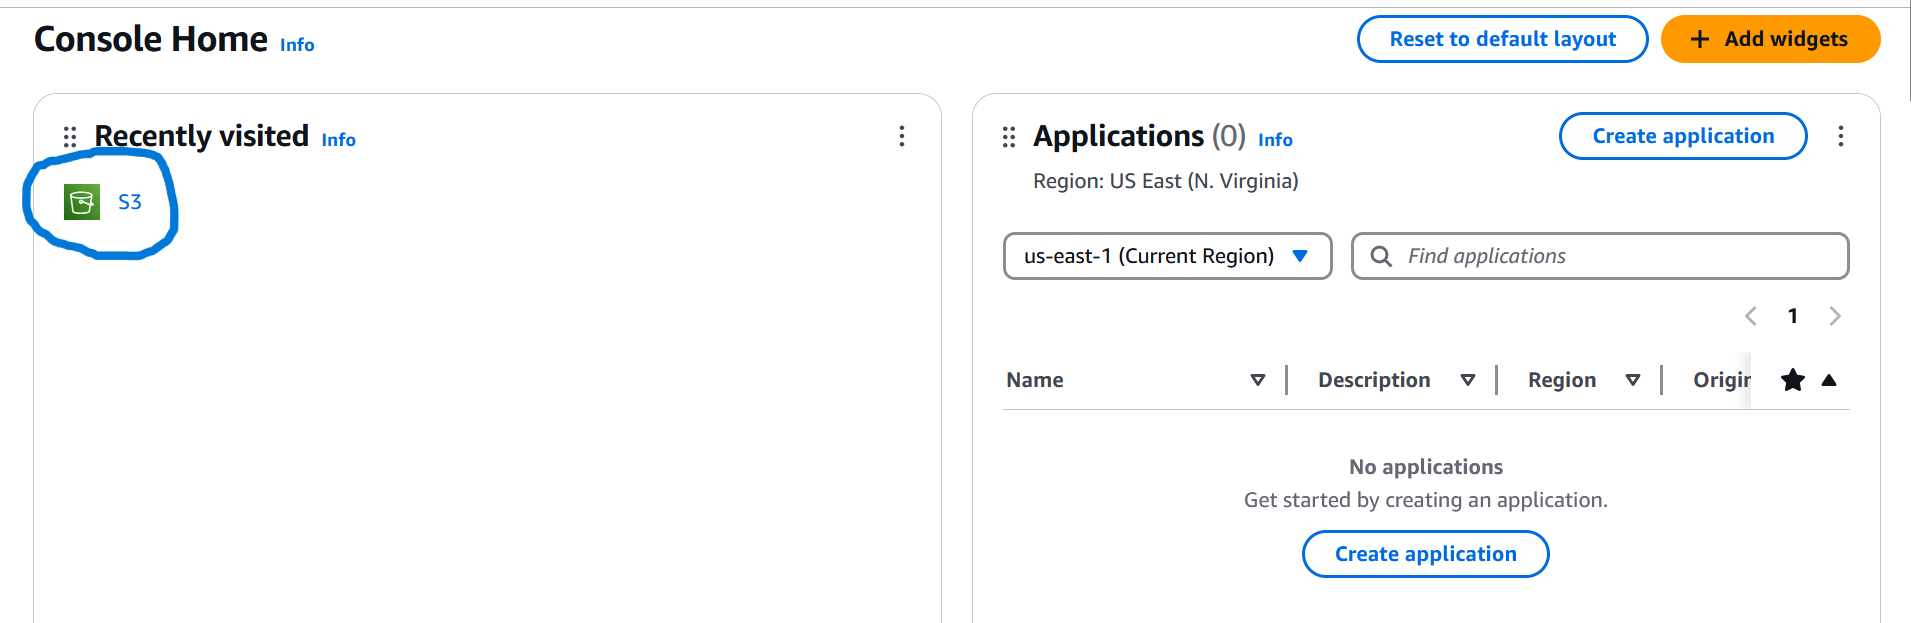 Console Home Info
Reset to default layout
+ Add widgets
Recently visited Info
S3
Applications (0) Info
Create application
Region: US East (N. Virginia)
us-east-1 (Current Region)
Find applications
1
Name
Description
Region
Origin
No applications
Get started by creating an application.
Create application